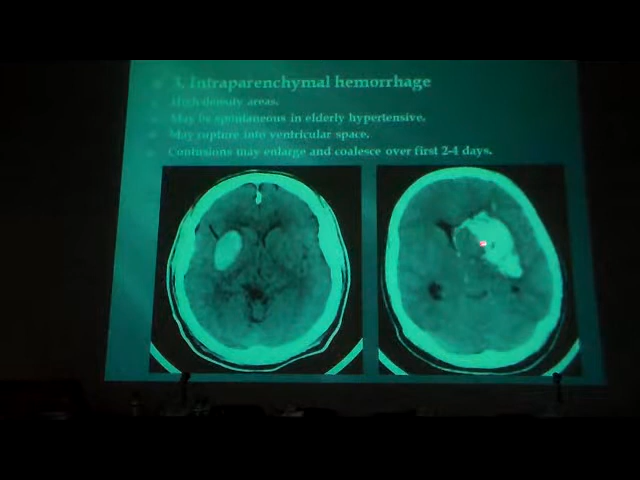 3. Intraparenchymal hemorrhage
High density areas.
May be spontaneous in elderly hypertensive.
May rupture into ventricular space.
Contusions may enlarge and coalesce over first 2-4 days.